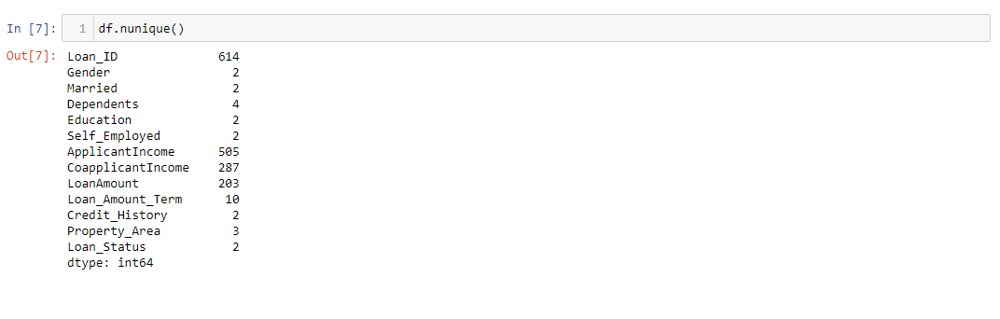 In [7]: 1 df.nunique()
Out[7]: Loan_ID 614
Gender 2
Married 2
Dependents 4
Education 2
Self_Employed 2
ApplicantIncome 505
CoapplicantIncome 287
LoanAmount 203
Loan_Amount_Term 10
Credit_History 2
Property_Area 3
Loan_Status 2
dtype: int64